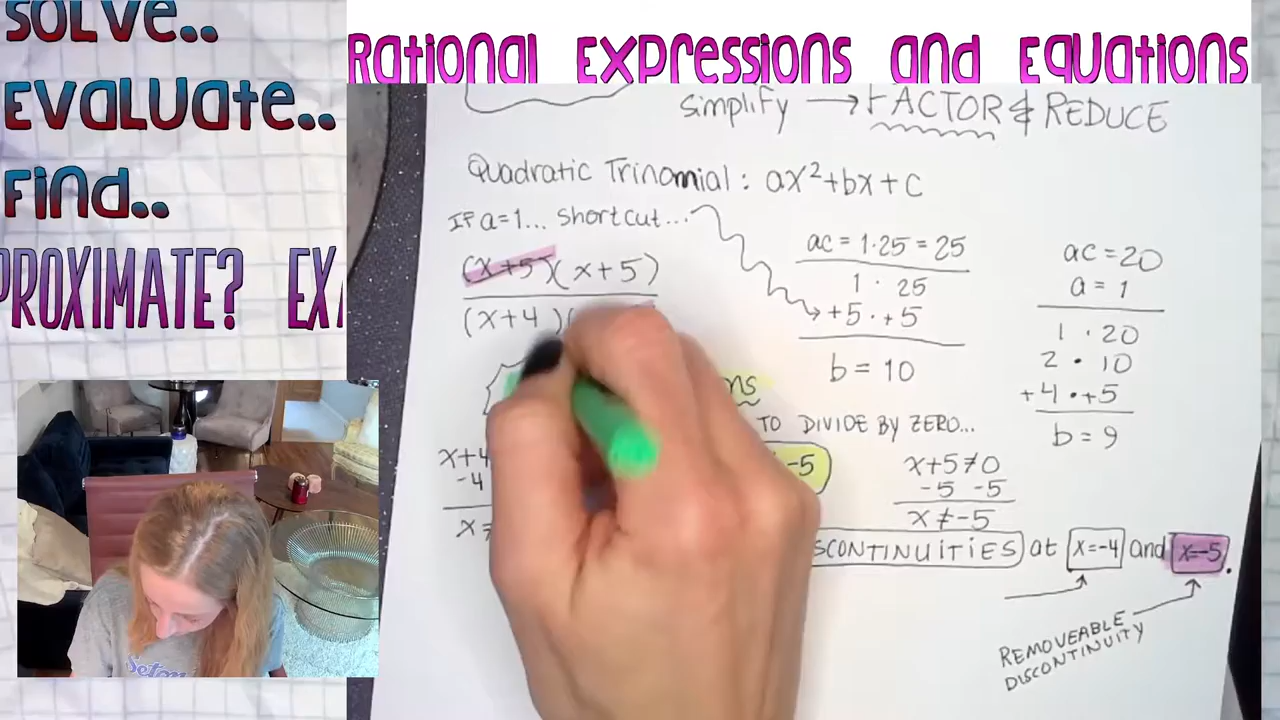 SOLVE..
EVALUATE..
FIND..
PROXIMATE? EX
Rational Expressions and Equations
simplify → FACTOR & REDUCE
Quadratic Trinomial: ax²+bx+c
IF a=1... shortcut...
(x+5)(x+5)
(x+4)(
ac = 1·25 = 25
1 · 25
+5 · +5
b = 10
ac = 20
a = 1
1 · 20
2 · 10
+4 · +5
b = 9
TO DIVIDE BY ZERO...
-5
x+4
-4
x≠
x+5≠0
-5 -5
x≠-5
SCONTINUITIES at x=-4 and x=-5.
REMOVEABLE
DISCONTINUITY
Seton